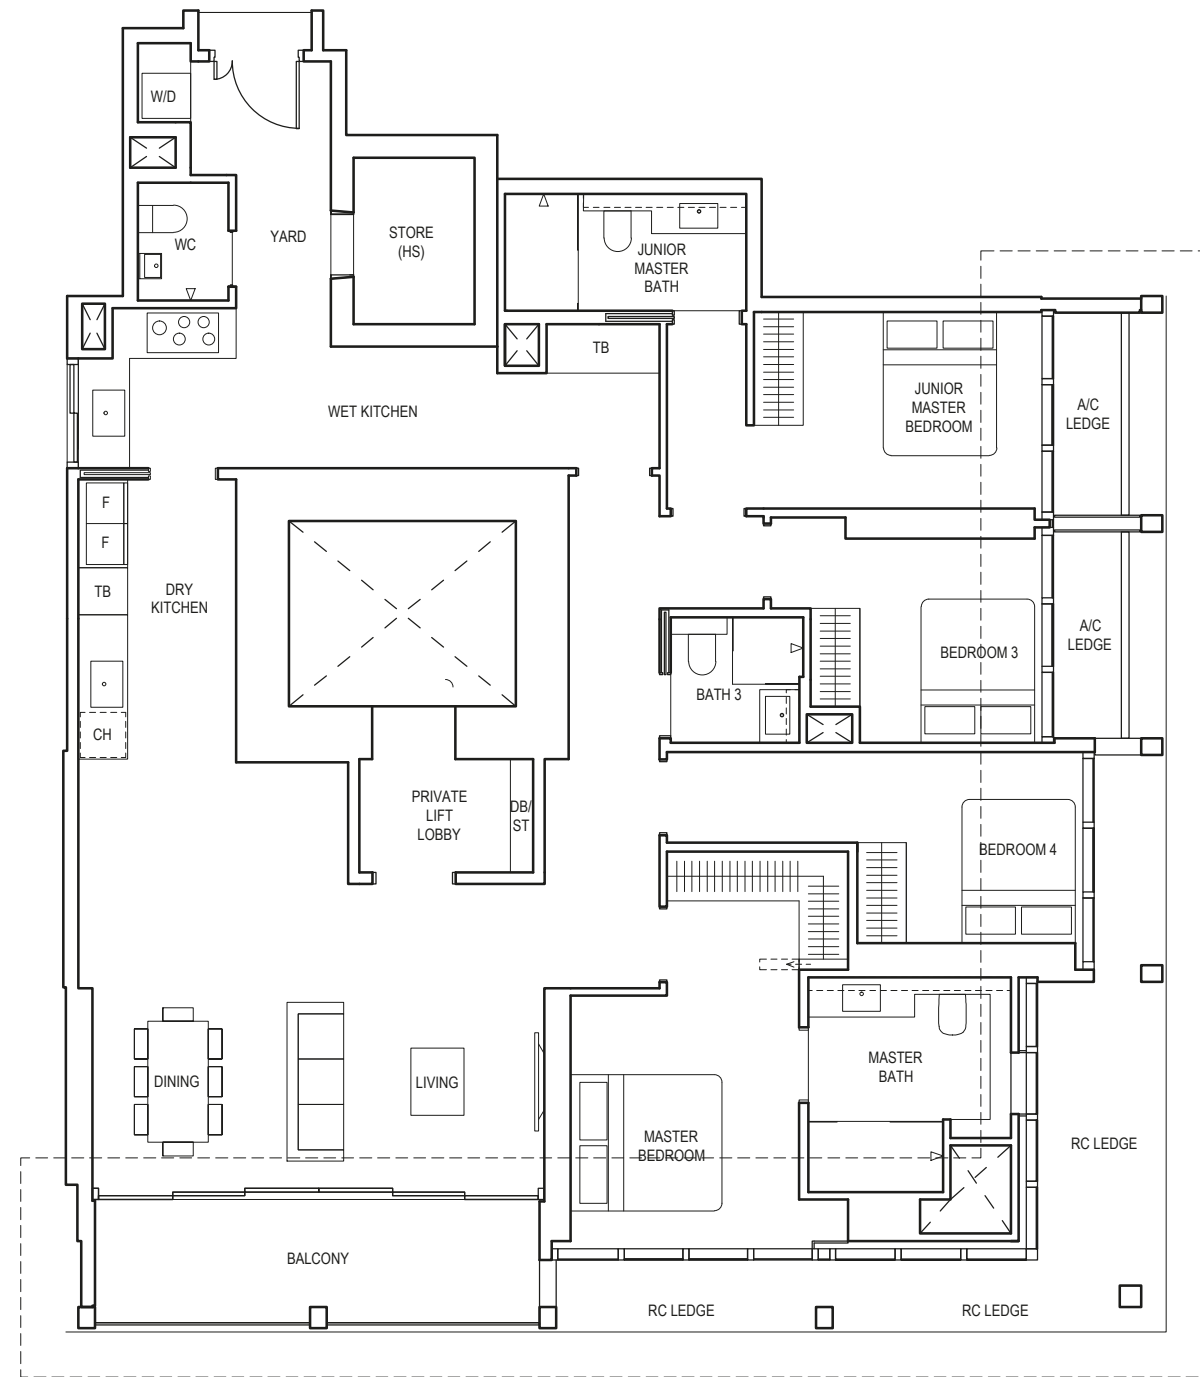 W/D
WC
YARD
STORE
(HS)
JUNIOR
MASTER
BATH
TB
WET KITCHEN
JUNIOR
MASTER
BEDROOM
A/C
LEDGE
F
F
TB
DRY
KITCHEN
CH
BATH 3
BEDROOM 3
A/C
LEDGE
PRIVATE
LIFT
LOBBY
DB/
ST
BEDROOM 4
DINING
LIVING
MASTER
BATH
MASTER
BEDROOM
RC LEDGE
BALCONY
RC LEDGE
RC LEDGE